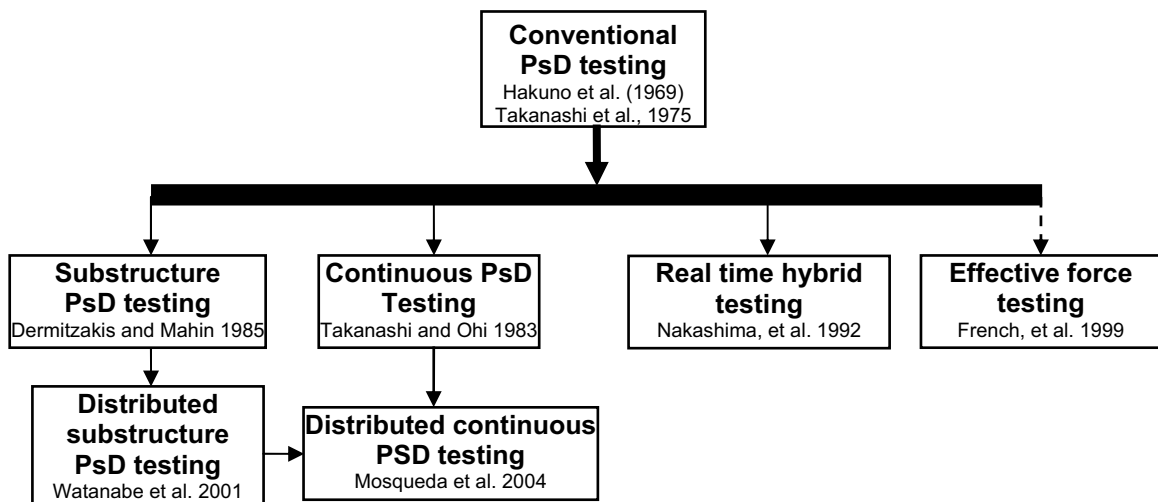 Conventional
PsD testing
Hakuno et al. (1969)
Takanashi et al., 1975
Substructure
PsD testing
Dermitzakis and Mahin 1985
Continuous PsD
Testing
Takanashi and Ohi 1983
Real time hybrid
testing
Nakashima, et al. 1992
Effective force
testing
French, et al. 1999
Distributed
substructure
PsD testing
Watanabe et al. 2001
Distributed continuous
PSD testing
Mosqueda et al. 2004